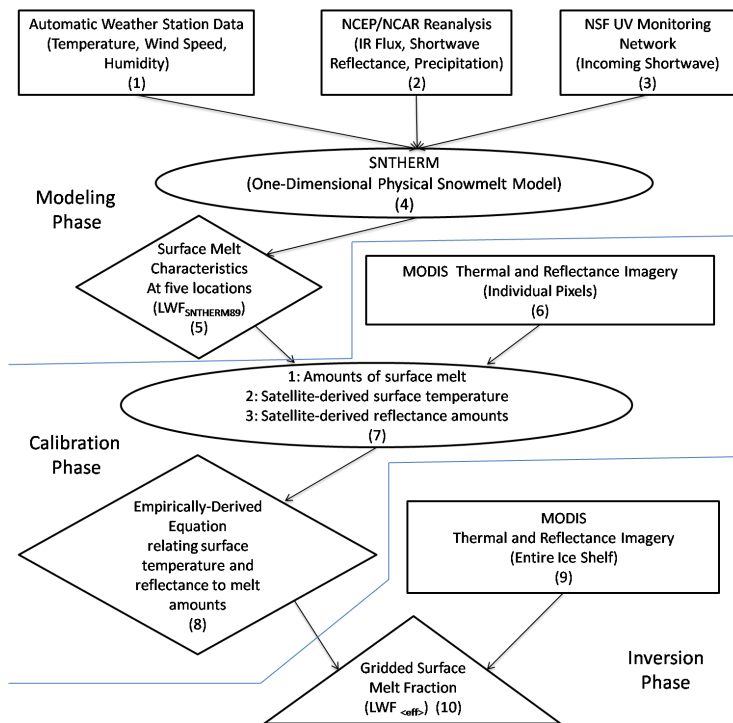 Automatic Weather Station Data
(Temperature, Wind Speed,
Humidity)
(1)
NCEP/NCAR Reanalysis
(IR Flux, Shortwave
Reflectance, Precipitation)
(2)
NSF UV Monitoring
Network
(Incoming Shortwave)
(3)
SNTHERM
(One-Dimensional Physical Snowmelt Model)
(4)
Modeling
Phase
Surface Melt
Characteristics
At five locations
(LWF SNTHERM89)
(5)
MODIS Thermal and Reflectance Imagery
(Individual Pixels)
(6)
1: Amounts of surface melt
2: Satellite-derived surface temperature
3: Satellite-derived reflectance amounts
(7)
Calibration
Phase
Empirically-Derived
Equation
relating surface
temperature and
reflectance to melt
amounts
(8)
MODIS
Thermal and Reflectance Imagery
(Entire Ice Shelf)
(9)
Gridded Surface
Melt Fraction
(LWF <eff>) (10)
Inversion
Phase